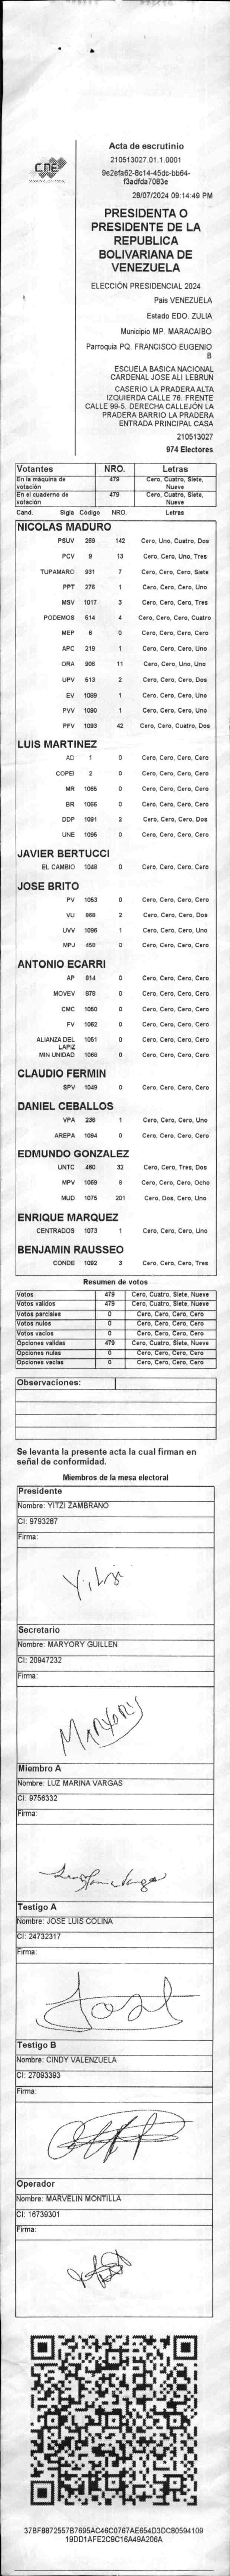 CNE
Acta de escrutinio
210513027.01.1.0001
9e2efa62-8c14-45dc-bb64-
f3adfda7083e
28/07/2024 09:14:49 PM
PRESIDENTA O
PRESIDENTE DE LA
REPUBLICA
BOLIVARIANA DE
VENEZUELA
ELECCIÓN PRESIDENCIAL 2024
Pais VENEZUELA
Estado EDO. ZULIA
Municipio MP. MARACAIBO
Parroquia PQ. FRANCISCO EUGENIO
B
ESCUELA BASICA NACIONAL
CARDENAL JOSE ALI LEBRUN
CASERIO LA PRADERA ALTA
IZQUIERDA CALLE 76. FRENTE
CALLE 99-5. DERECHA CALLEJÓN LA
PRADERA BARRIO LA PRADERA
ENTRADA PRINCIPAL CASA
210513027
974 Electores
Votantes NRO. Letras
En la máquina de votación 479 Cero, Cuatro, Siete, Nueve
En el cuaderno de votación 479 Cero, Cuatro, Siete, Nueve
Cand. Sigla Código NRO. Letras
NICOLAS MADURO
PSUV 269 142 Cero, Uno, Cuatro, Dos
PCV 9 13 Cero, Cero, Uno, Tres
TUPAMARO 931 7 Cero, Cero, Cero, Siete
PPT 276 1 Cero, Cero, Cero, Uno
MSV 1017 3 Cero, Cero, Cero, Tres
PODEMOS 514 4 Cero, Cero, Cero, Cuatro
MEP 6 0 Cero, Cero, Cero, Cero
APC 219 1 Cero, Cero, Cero, Uno
ORA 906 11 Cero, Cero, Uno, Uno
UPV 513 2 Cero, Cero, Cero, Dos
EV 1089 1 Cero, Cero, Cero, Uno
PVV 1090 1 Cero, Cero, Cero, Uno
PFV 1093 42 Cero, Cero, Cuatro, Dos
LUIS MARTINEZ
AD 1 0 Cero, Cero, Cero, Cero
COPEI 2 0 Cero, Cero, Cero, Cero
MR 1065 0 Cero, Cero, Cero, Cero
BR 1066 0 Cero, Cero, Cero, Cero
DDP 1091 2 Cero, Cero, Cero, Dos
UNE 1095 0 Cero, Cero, Cero, Cero
JAVIER BERTUCCI
EL CAMBIO 1048 0 Cero, Cero, Cero, Cero
JOSE BRITO
PV 1053 0 Cero, Cero, Cero, Cero
VU 968 2 Cero, Cero, Cero, Dos
UVV 1096 1 Cero, Cero, Cero, Uno
MPJ 450 0 Cero, Cero, Cero, Cero
ANTONIO ECARRI
AP 814 0 Cero, Cero, Cero, Cero
MOVEV 878 0 Cero, Cero, Cero, Cero
CMC 1050 0 Cero, Cero, Cero, Cero
FV 1062 0 Cero, Cero, Cero, Cero
ALIANZA DEL LAPIZ 1051 0 Cero, Cero, Cero, Cero
MIN UNIDAD 1068 0 Cero, Cero, Cero, Cero
CLAUDIO FERMIN
SPV 1049 0 Cero, Cero, Cero, Cero
DANIEL CEBALLOS
VPA 236 1 Cero, Cero, Cero, Uno
AREPA 1094 0 Cero, Cero, Cero, Cero
EDMUNDO GONZALEZ
UNTC 460 32 Cero, Cero, Tres, Dos
MPV 1069 8 Cero, Cero, Cero, Ocho
MUD 1075 201 Cero, Dos, Cero, Uno
ENRIQUE MARQUEZ
CENTRADOS 1073 1 Cero, Cero, Cero, Uno
BENJAMIN RAUSSEO
CONDE 1092 3 Cero, Cero, Cero, Tres
Resumen de votos
Votos 479 Cero, Cuatro, Siete, Nueve
Votos válidos 479 Cero, Cuatro, Siete, Nueve
Votos parciales 0 Cero, Cero, Cero, Cero
Votos nulos 0 Cero, Cero, Cero, Cero
Votos vacíos 0 Cero, Cero, Cero, Cero
Opciones validas 479 Cero, Cuatro, Siete, Nueve
Opciones nulas 0 Cero, Cero, Cero, Cero
Opciones vacías 0 Cero, Cero, Cero, Cero
Observaciones:
Se levanta la presente acta la cual firman en
señal de conformidad.
Miembros de la mesa electoral
Presidente
Nombre: YITZI ZAMBRANO
CI: 9793287
Firma:
Yitzi
Secretario
Nombre: MARYORY GUILLEN
CI: 20947232
Firma:
MARYORY
Miembro A
Nombre: LUZ MARINA VARGAS
CI: 9756332
Firma:
Testigo A
Nombre: JOSE LUIS COLINA
CI: 24732317
Firma:
José
Testigo B
Nombre: CINDY VALENZUELA
CI: 27093393
Firma:
Operador
Nombre: MARVELIN MONTILLA
CI: 16739301
Firma:
37BFB872557B7695AC46C0767AE654D3DC80594109
19DD1AFE2C9C16A49A206A